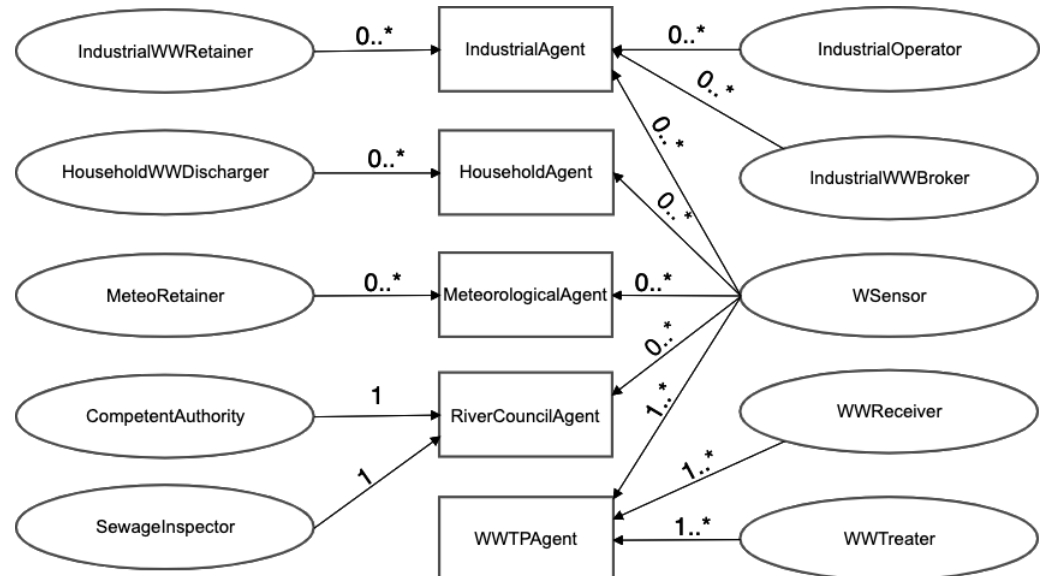 IndustrialWWRetainer
0..*
IndustrialAgent
0..*
IndustrialOperator
0..*
0..*
HouseholdWWDischarger
0..*
HouseholdAgent
IndustrialWWBroker
0..*
MeteoRetainer
0..*
MeteorologicalAgent
0..*
WSensor
0..*
CompetentAuthority
1
RiverCouncilAgent
1..*
WWReceiver
1
1..*
SewageInspector
WWTPAgent
1..*
WWTreater